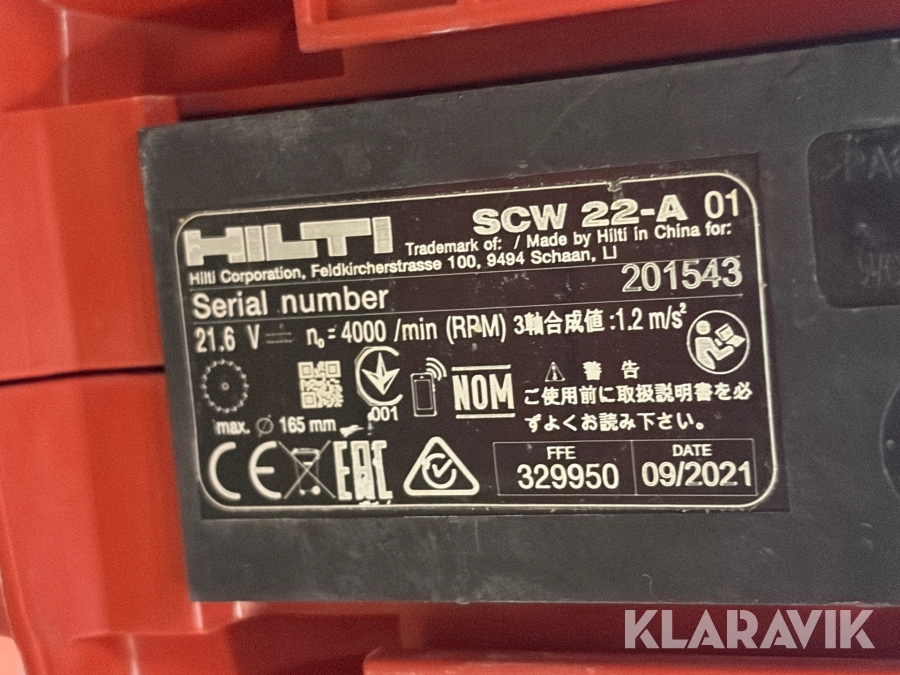 HILTI
SCW 22-A 01
Trademark of: / Made by Hilti in China for:
Hilti Corporation, Feldkircherstrasse 100, 9494 Schaan, LI
Serial number 201543
21.6 V n₀ = 4000 /min (RPM) 3軸合成値:1.2 m/s²
001
NOM
⚠ 警告
ご使用前に取扱説明書を必
ずよくお読み下さい。
max. Ø 165 mm
CE
EAC
FFE
329950
DATE
09/2021
KLARAVIK